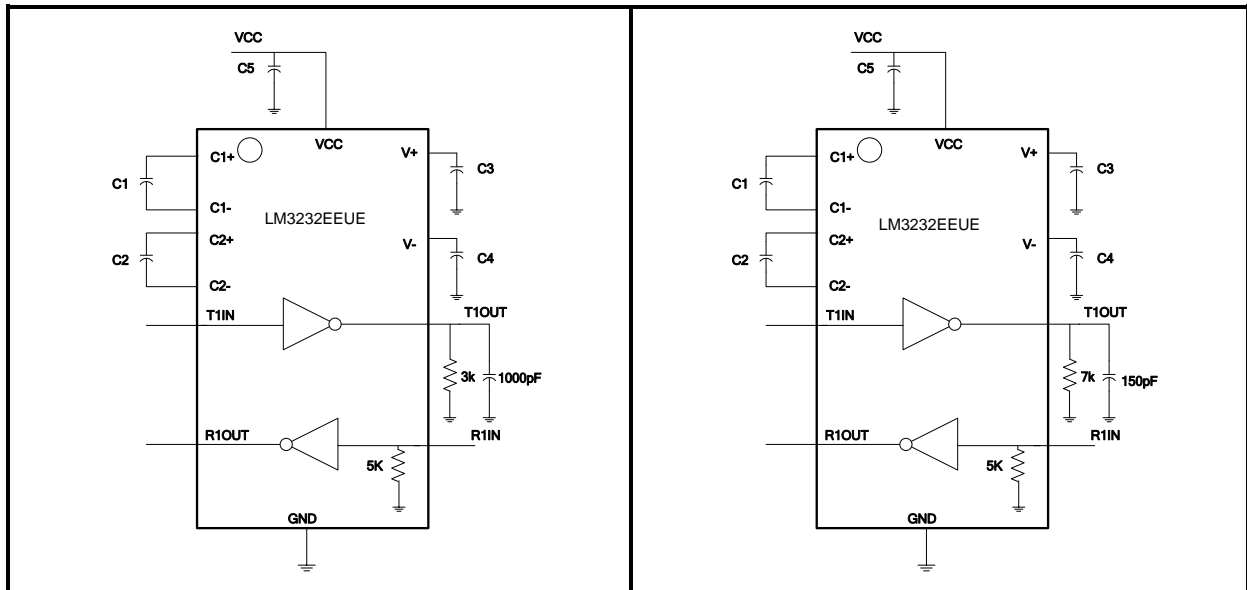 VCC
C5
VCC
C1+
V+
C3
C1
C1-
LM3232EEUE
C2+
V-
C2
C4
C2-
T1IN
T1OUT
3k
1000pF
R1OUT
R1IN
5K
GND
VCC
C5
VCC
C1+
V+
C3
C1
C1-
LM3232EEUE
C2+
V-
C2
C4
C2-
T1IN
T1OUT
7k
150pF
R1OUT
R1IN
5K
GND